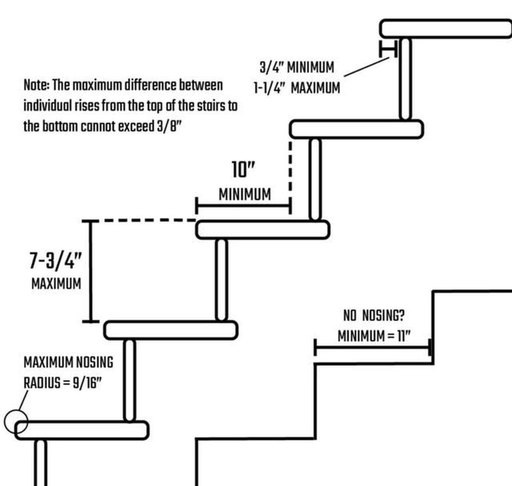 3/4" MINIMUM
1-1/4" MAXIMUM
Note: The maximum difference between
individual rises from the top of the stairs to
the bottom cannot exceed 3/8"
10"
MINIMUM
7-3/4"
MAXIMUM
NO NOSING?
MINIMUM = 11"
MAXIMUM NOSING
RADIUS = 9/16"